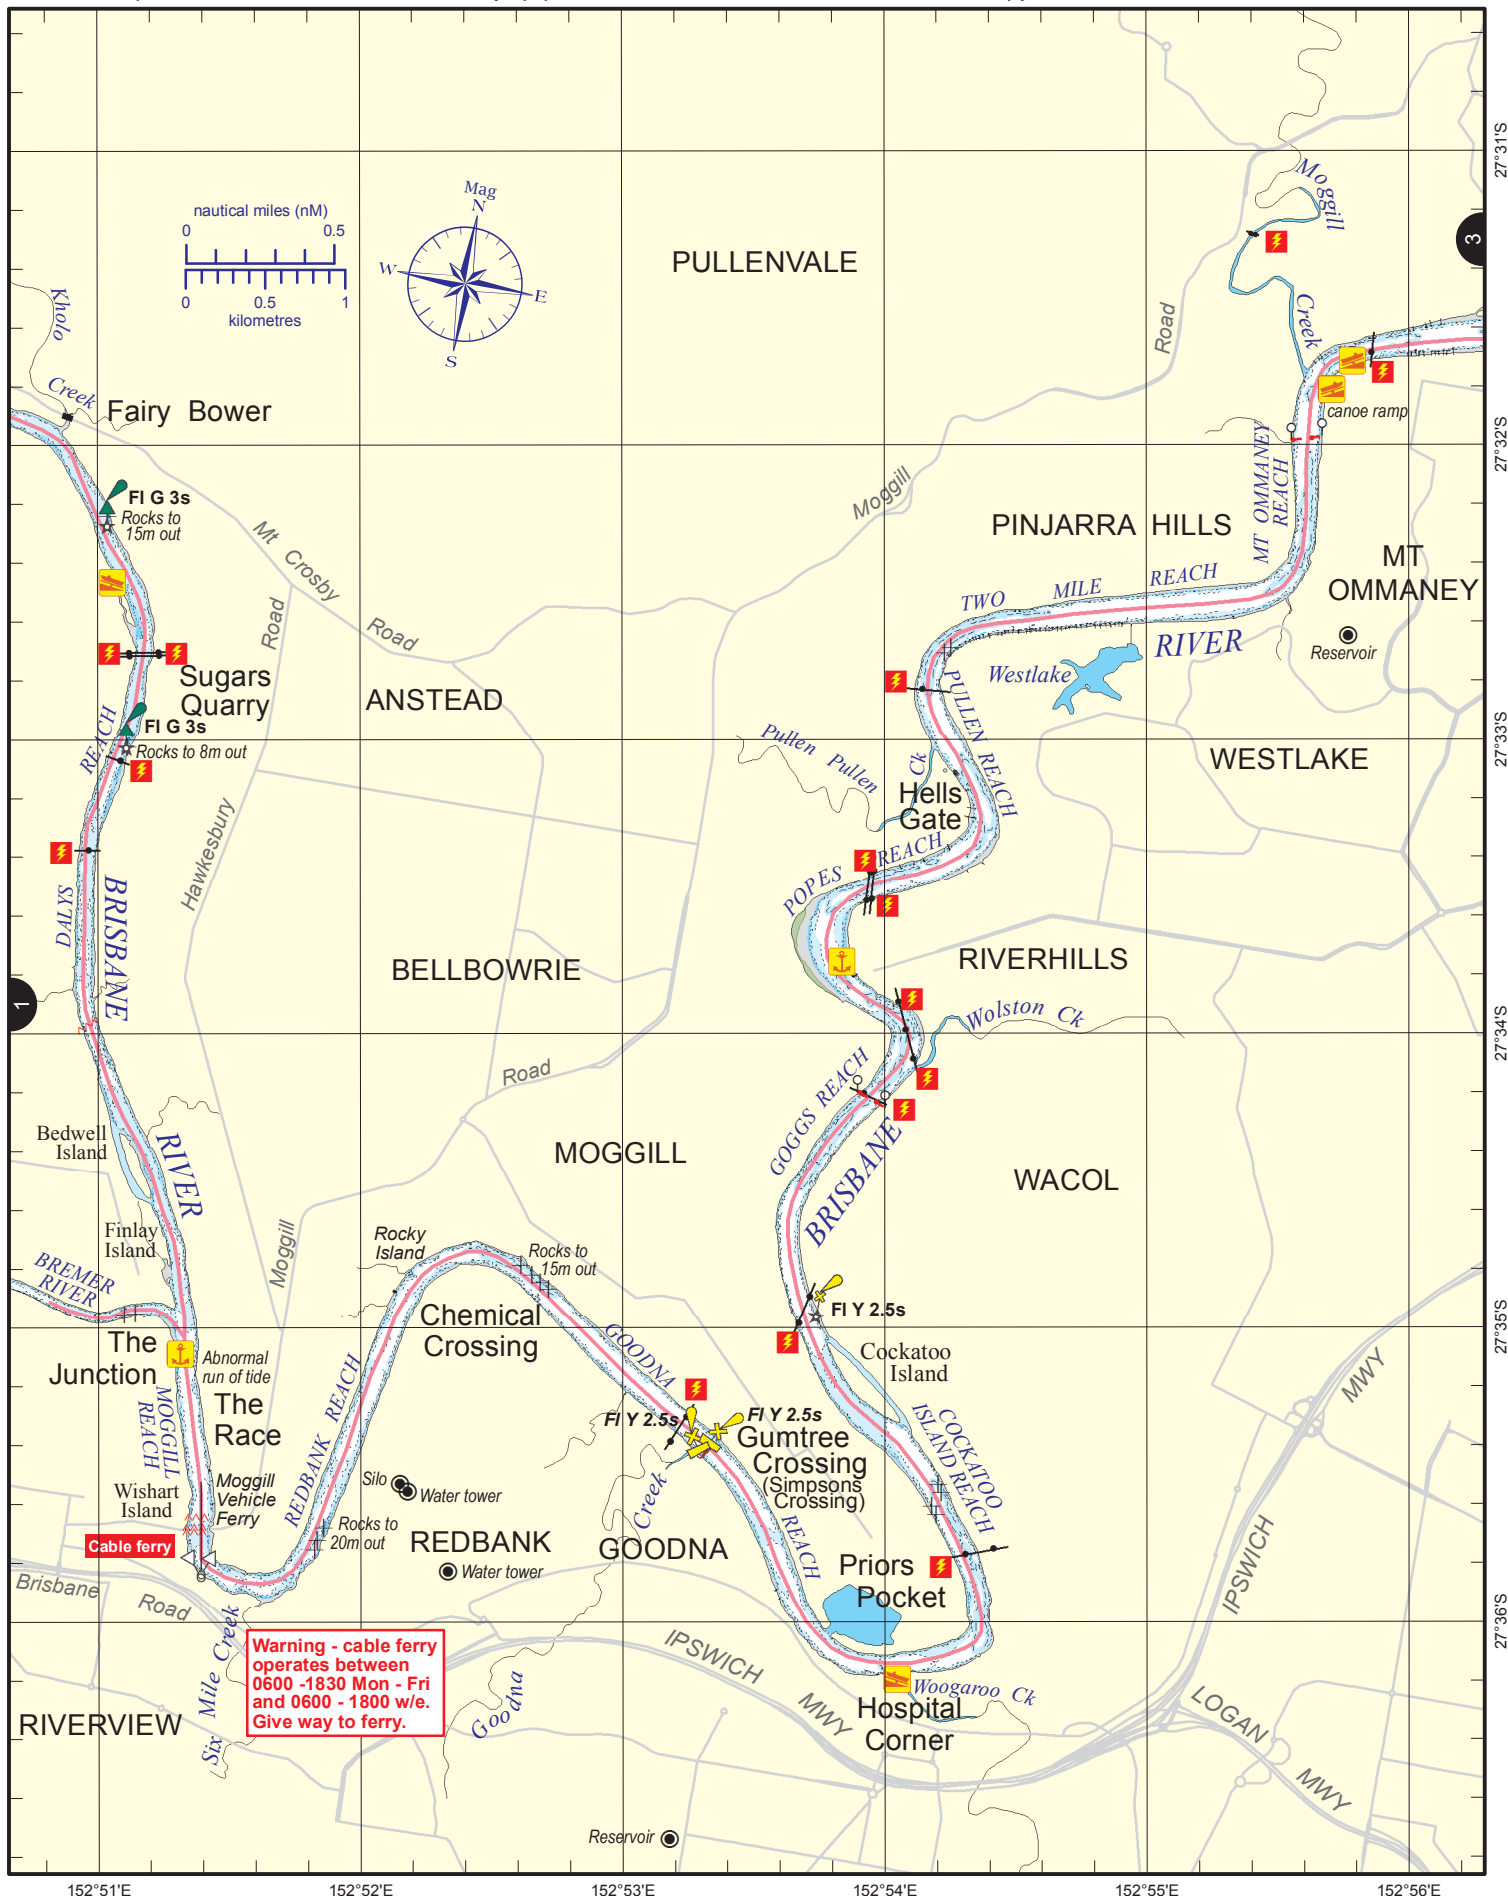 nautical miles (nM)
0 0.5
0 0.5 1
kilometres
Mag
N
W
E
S
PULLENVALE
Moggill
Creek
3
27°31'S
Kholo
Creek
Fairy Bower
Road
canoe ramp
27°32'S
Fl G 3s
Rocks to
15m out
Mt Crosby
Road
Moggill
MT OMMANEY
REACH
PINJARRA HILLS
MT
OMMANEY
TWO MILE REACH
RIVER
Reservoir
Road
Sugars
Quarry
ANSTEAD
Westlake
PULLEN REACH
Fl G 3s
Rocks to 8m out
REACH
Pullen Pullen
Ck
WESTLAKE
27°33'S
Hells
Gate
Hawkesbury
POPES REACH
DALYS
BRISBANE
BELLBOWRIE
RIVERHILLS
1
Wolston Ck
27°34'S
Road
GOGGS REACH
Bedwell
Island
RIVER
MOGGILL
BRISBANE
WACOL
Finlay
Island
Moggill
Rocky
Island
Rocks to
15m out
BREMER
RIVER
Fl Y 2.5s
Chemical
Crossing
27°35'S
The
Junction
Abnormal
run of tide
GOODNA
Cockatoo
Island
MWY
The
Race
MOGGILL
REACH
REDBANK REACH
Fl Y 2.5s
Fl Y 2.5s
Gumtree
Crossing
(Simpsons
Crossing)
COCKATOO
ISLAND REACH
Silo
Water tower
Wishart
Island
Moggill
Vehicle
Ferry
Creek
Rocks to
20m out
Cable ferry
REDBANK
GOODNA
REACH
IPSWICH
Water tower
Priors
Pocket
Brisbane
Road
27°36'S
Six Mile Creek
Warning - cable ferry
operates between
0600 -1830 Mon - Fri
and 0600 - 1800 w/e.
Give way to ferry.
IPSWICH
MWY
Goodna
Woogaroo Ck
Hospital
Corner
LOGAN
MWY
RIVERVIEW
Reservoir
152°51'E
152°52'E
152°53'E
152°54'E
152°55'E
152°56'E